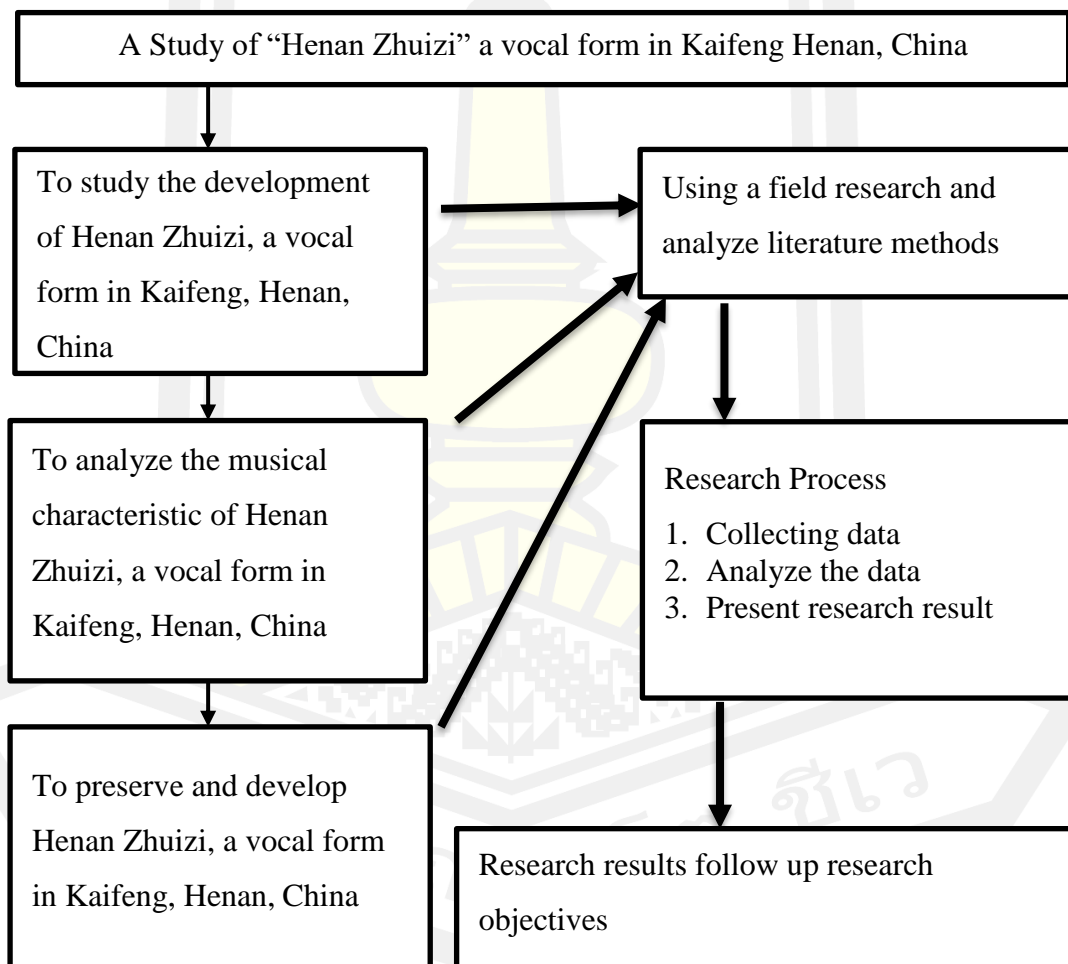 A Study of “Henan Zhuizi” a vocal form in Kaifeng Henan, China
To study the development
of Henan Zhuizi, a vocal
form in Kaifeng, Henan,
China
Using a field research and
analyze literature methods
To analyze the musical
characteristic of Henan
Zhuizi, a vocal form in
Kaifeng, Henan, China
Research Process
1. Collecting data
2. Analyze the data
3. Present research result
To preserve and develop
Henan Zhuizi, a vocal form
in Kaifeng, Henan, China
Research results follow up research
objectives
ชีเว